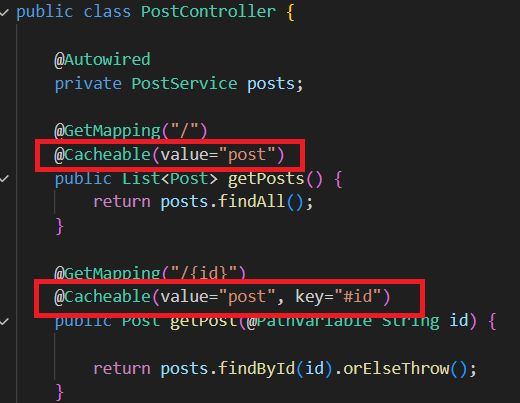 public class PostController {
@Autowired
private PostService posts;
@GetMapping("/")
@Cacheable(value="post")
public List<Post> getPosts() {
return posts.findAll();
}
@GetMapping("/{id}")
@Cacheable(value="post", key="#id")
public Post getPost(@PathVariable String id) {
return posts.findById(id).orElseThrow();
}